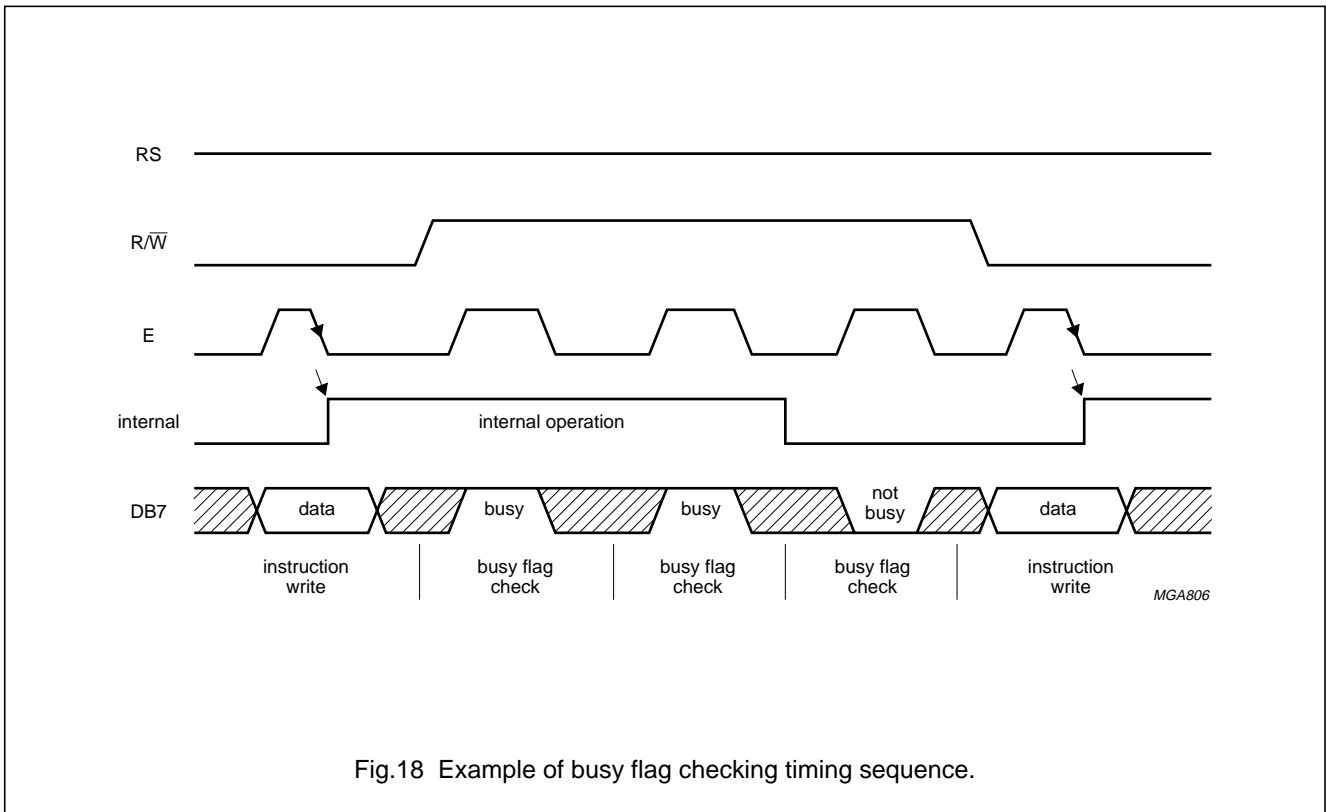 RS
R/W̅
E
internal
internal operation
DB7
data
busy
busy
not
busy
data
instruction
write
busy flag
check
busy flag
check
busy flag
check
instruction
write
MGA806
Fig.18 Example of busy flag checking timing sequence.